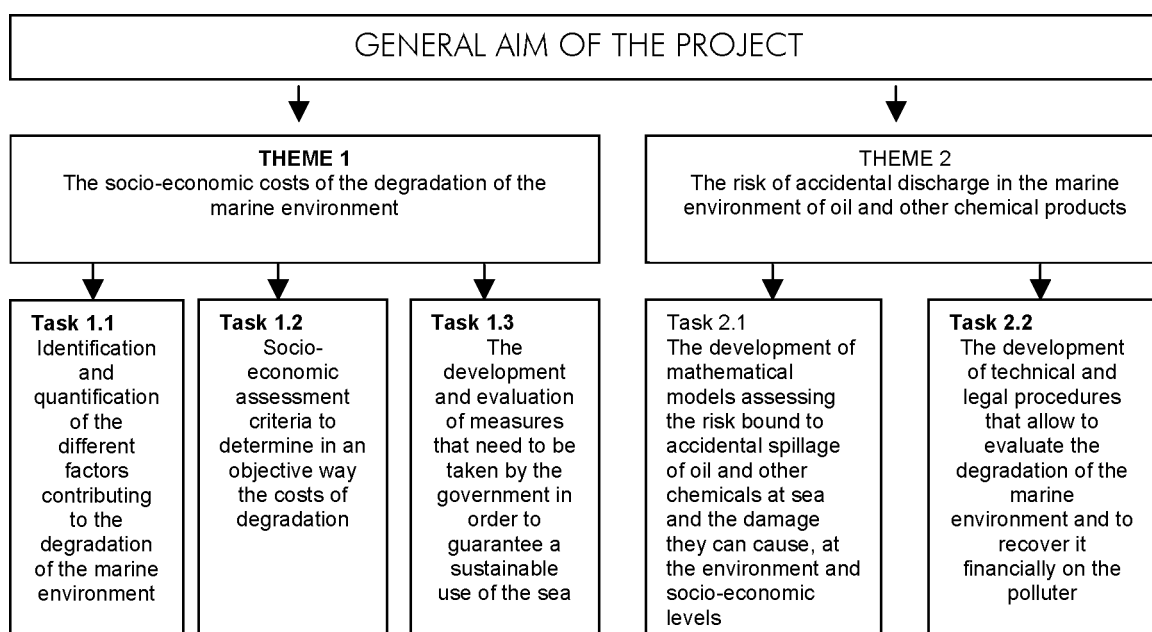 GENERAL AIM OF THE PROJECT
THEME 1
The socio-economic costs of the degradation of the
marine environment
THEME 2
The risk of accidental discharge in the marine
environment of oil and other chemical products
Task 1.1
Identification
and
quantification
of the
different
factors
contributing
to the
degradation
of the marine
environment
Task 1.2
Socio-
economic
assessment
criteria to
determine in an
objective way
the costs of
degradation
Task 1.3
The
development
and evaluation
of measures
that need to be
taken by the
government in
order to
guarantee a
sustainable
use of the sea
Task 2.1
The development of
mathematical
models assessing
the risk bound to
accidental spillage
of oil and other
chemicals at sea
and the damage
they can cause, at
the environment and
socio-economic
levels
Task 2.2
The development
of technical and
legal procedures
that allow to
evaluate the
degradation of the
marine
environment and to
recover it
financially on the
polluter